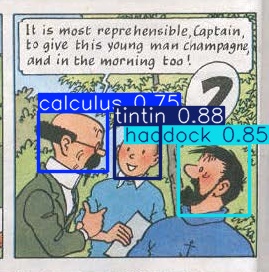 It is most reprehensible, Captain,
to give this young man champagne,
and in the morning too!
?
calculus 0.75
tintin 0.88
haddock 0.85